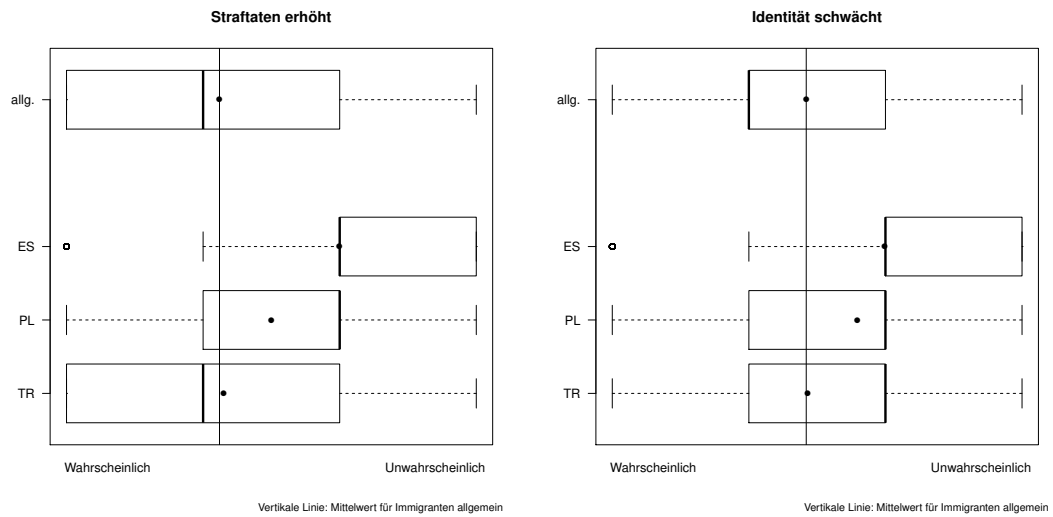 Straftaten erhöht
allg.
ES
PL
TR
Wahrscheinlich Unwahrscheinlich
Vertikale Linie: Mittelwert für Immigranten allgemein
Identität schwächt
allg.
ES
PL
TR
Wahrscheinlich Unwahrscheinlich
Vertikale Linie: Mittelwert für Immigranten allgemein